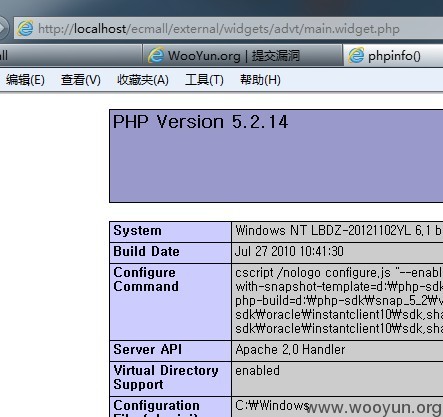 http://localhost/ecmall/external/widgets/advt/main.widget.php
all
WooYun.org | 提交漏洞
phpinfo()
编辑(E) 查看(V) 收藏夹(A) 工具(T) 帮助(H)
PHP Version 5.2.14
System
Windows NT LBDZ-20121102YL 6.1 b
Build Date
Jul 27 2010 10:41:30
Configure Command
cscript /nologo configure.js "--enabl
with-snapshot-template=d:₩php-sdk
php-build=d:₩php-sdk₩snap_5_2₩v
sdk₩oracle₩instantclient10₩sdk,sha
sdk₩oracle₩instantclient10₩sdk,sha
Server API
Apache 2.0 Handler
Virtual Directory Support
enabled
Configuration
C:₩Windows
www.wooyun.org